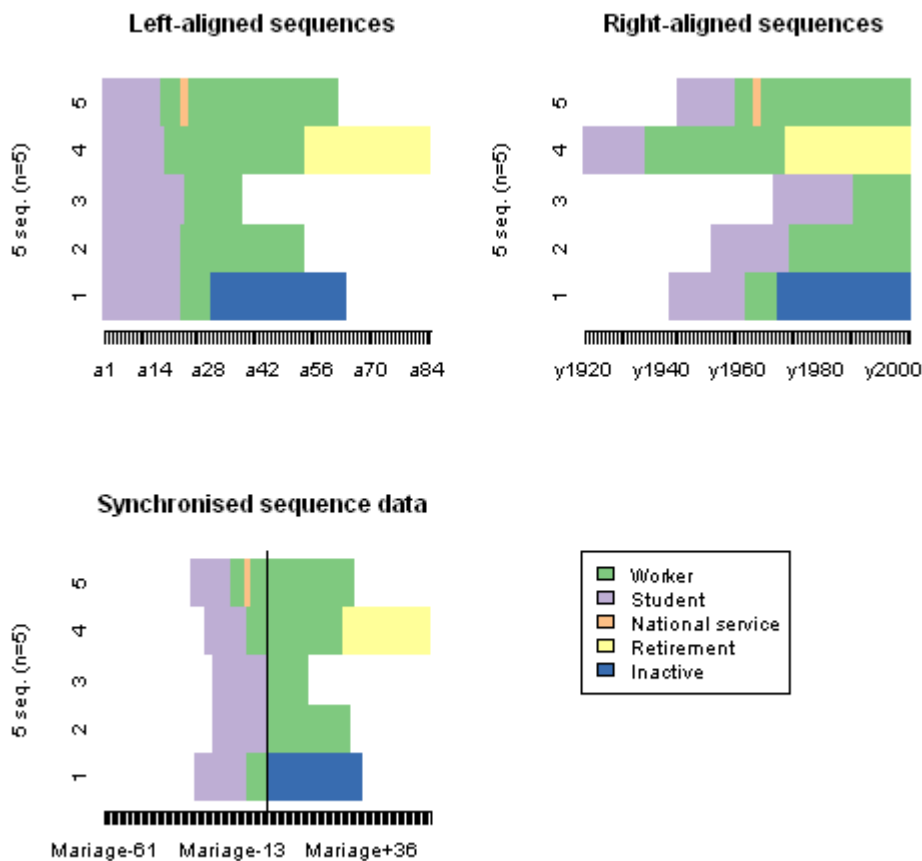 Left-aligned sequences
5 seq. (n=5)
5
4
3
2
1
a1 a14 a28 a42 a56 a70 a84
Right-aligned sequences
5 seq. (n=5)
5
4
3
2
1
y1920 y1940 y1960 y1980 y2000
Synchronised sequence data
5 seq. (n=5)
5
4
3
2
1
Mariage-61 Mariage-13 Mariage+36
Worker
Student
National service
Retirement
Inactive